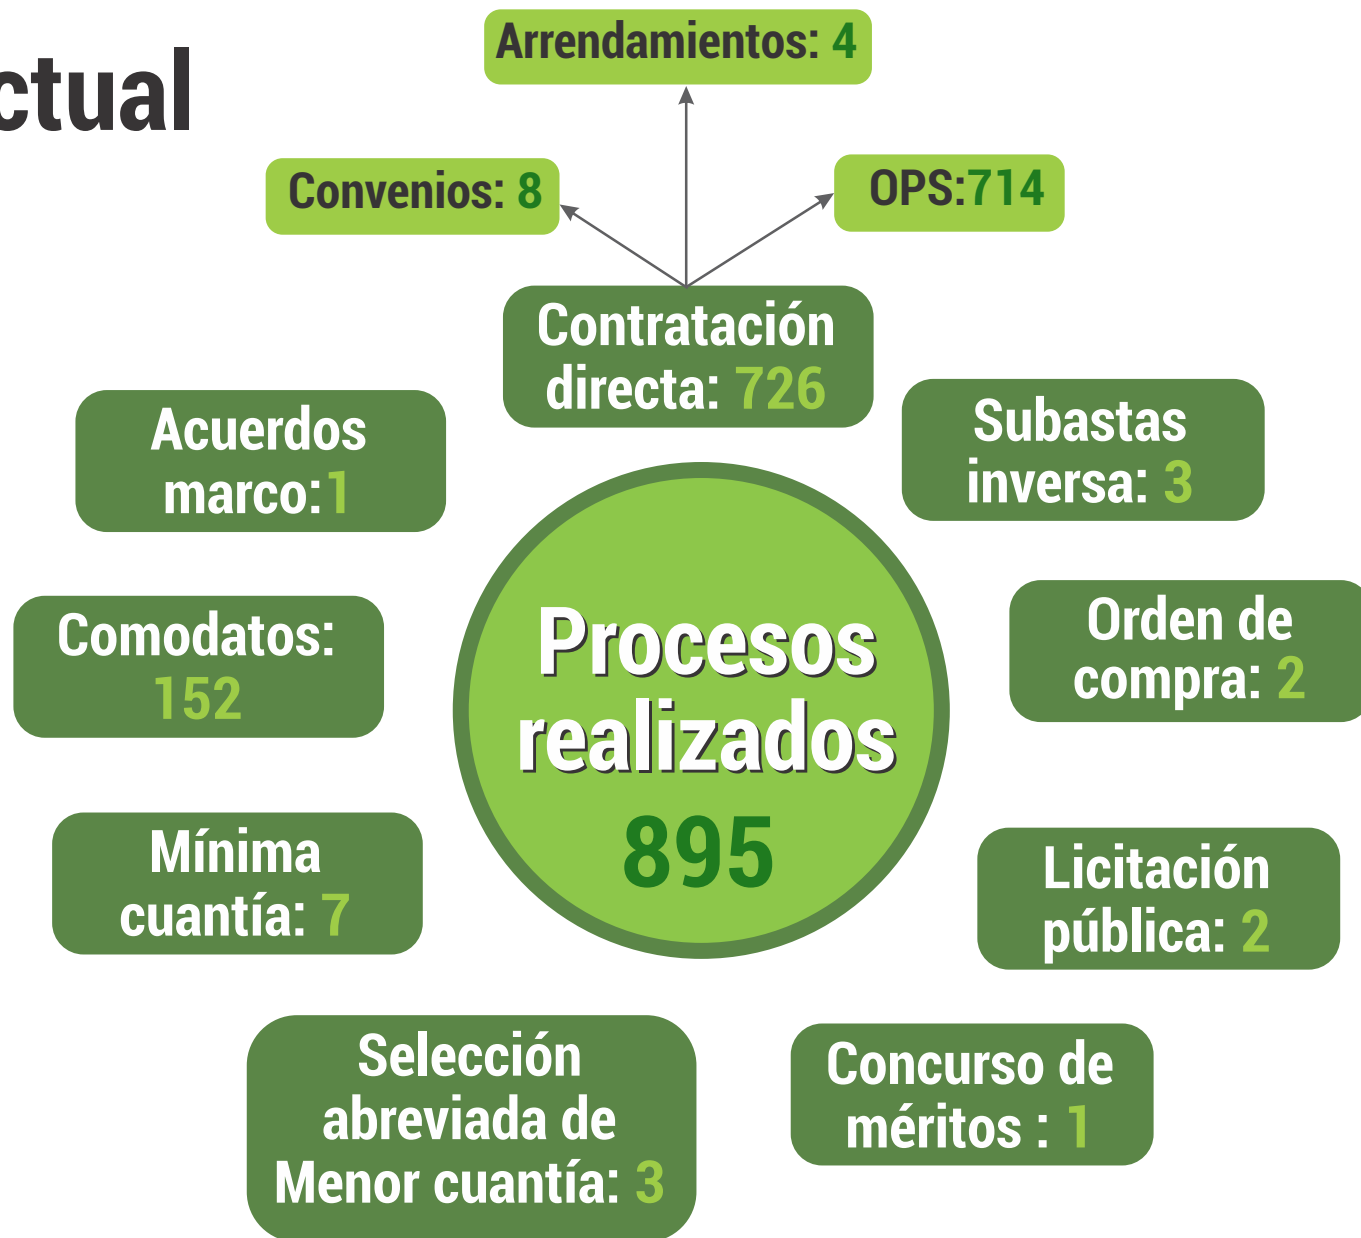 ctual
Arrendamientos: 4
Convenios: 8
OPS:714
Contratación
directa: 726
Acuerdos
marco:1
Subastas
inversa: 3
Comodatos:
152
Procesos
realizados
895
Orden de
compra: 2
Mínima
cuantía: 7
Licitación
pública: 2
Selección
abreviada de
Menor cuantía: 3
Concurso de
méritos : 1